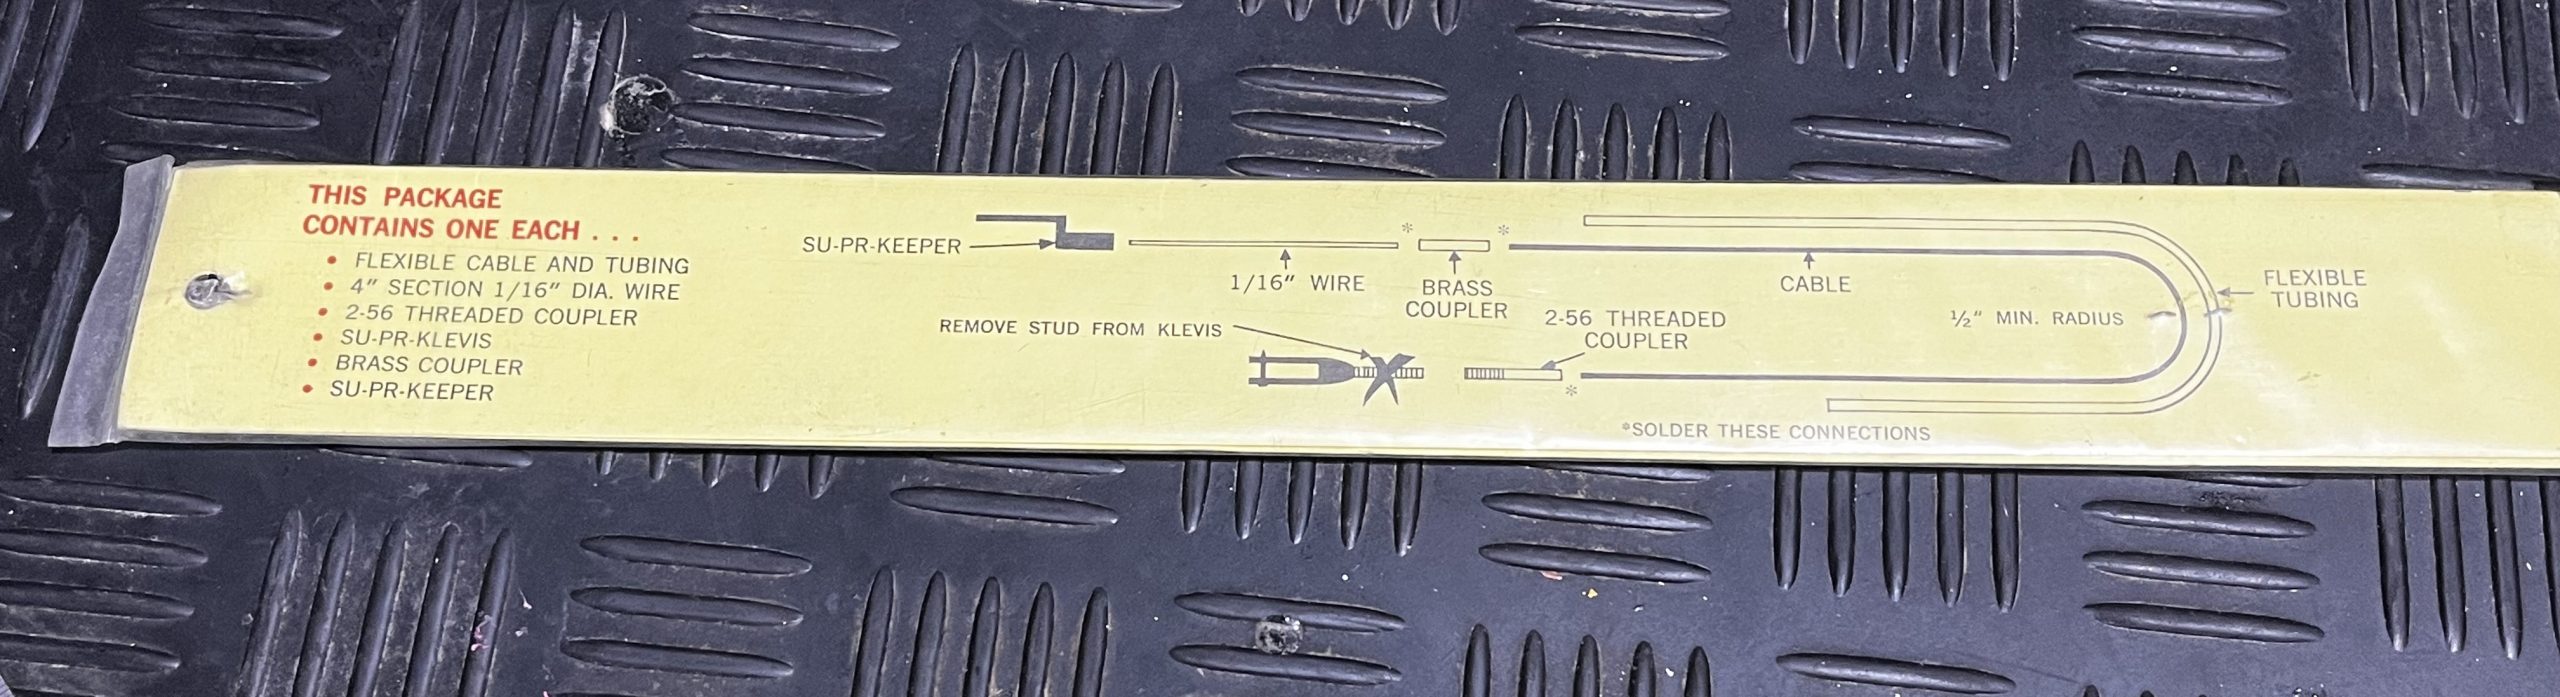 THIS PACKAGE
CONTAINS ONE EACH . . .
• FLEXIBLE CABLE AND TUBING
• 4" SECTION 1/16" DIA. WIRE
• 2-56 THREADED COUPLER
• SU-PR-KLEVIS
• BRASS COUPLER
• SU-PR-KEEPER
SU-PR-KEEPER
1/16" WIRE
*
*
BRASS
COUPLER
CABLE
FLEXIBLE
TUBING
½" MIN. RADIUS
REMOVE STUD FROM KLEVIS
2-56 THREADED
COUPLER
*
*SOLDER THESE CONNECTIONS